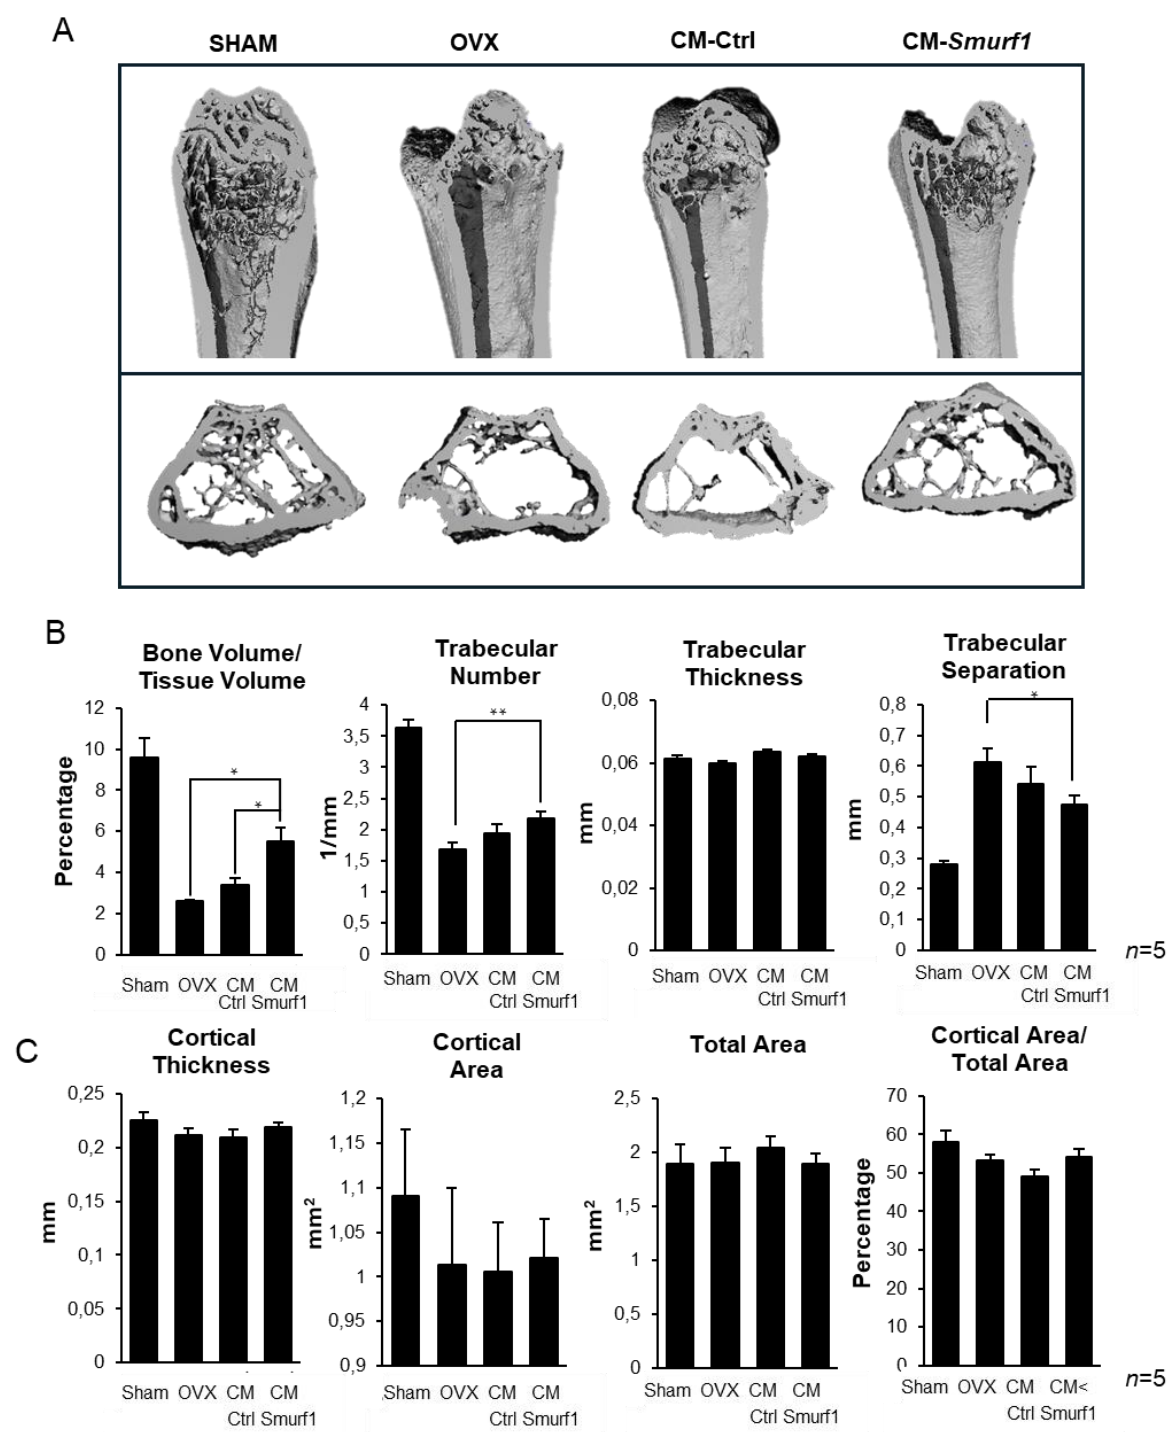 A
SHAM OVX CM-Ctrl CM-Smurf1
B
Bone Volume/
Tissue Volume
Percentage
12
10
8
6
4
2
0
*
*
Sham OVX CM CM
Ctrl Smurf1
Trabecular
Number
1/mm
4
3,5
3
2,5
2
1,5
1
0,5
0
**
Sham OVX CM CM
Ctrl Smurf1
Trabecular
Thickness
mm
0,08
0,06
0,04
0,02
0
Sham OVX CM CM
Ctrl Smurf1
Trabecular
Separation
mm
0,8
0,7
0,6
0,5
0,4
0,3
0,2
0,1
0
*
Sham OVX CM CM
Ctrl Smurf1
n=5
C
Cortical
Thickness
mm
0,25
0,2
0,15
0,1
0,05
0
Sham OVX CM CM
Ctrl Smurf1
Cortical
Area
mm²
1,2
1,15
1,1
1,05
1
0,95
0,9
Sham OVX CM CM
Ctrl Smurf1
Total Area
mm²
2,5
2
1,5
1
0,5
0
Sham OVX CM CM
Ctrl Smurf1
Cortical Area/
Total Area
Percentage
70
60
50
40
30
20
10
0
Sham OVX CM CM<
Ctrl Smurf1
n=5